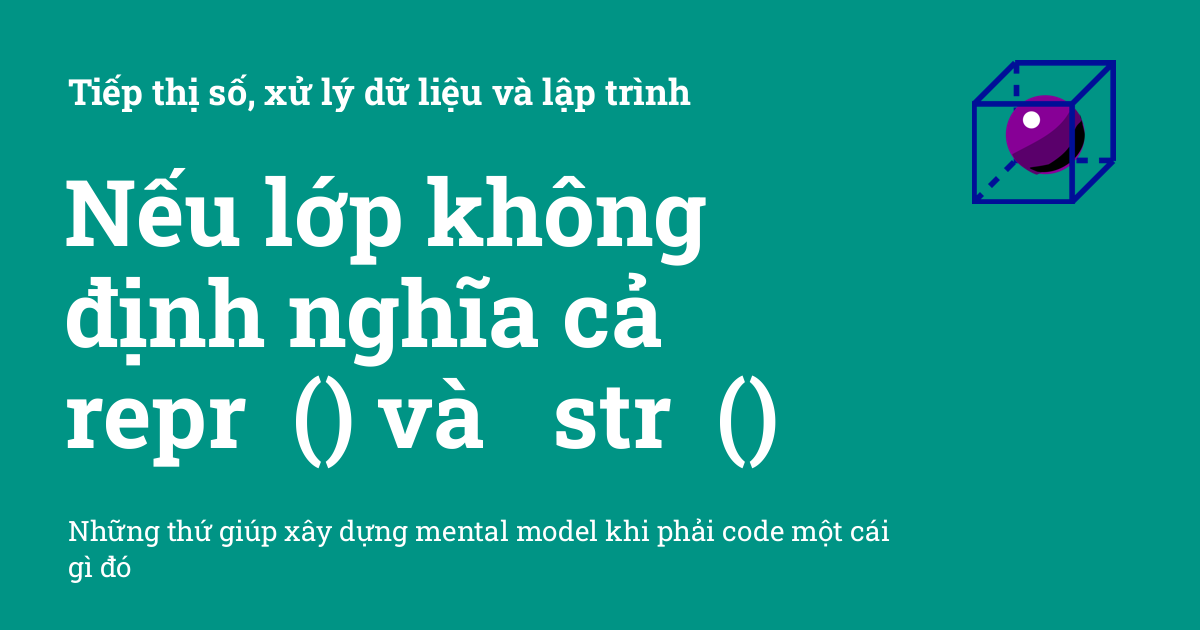 Tiếp thị số, xử lý dữ liệu và lập trình
Nếu lớp không
định nghĩa cả
repr () và str ()
Những thứ giúp xây dựng mental model khi phải code một cái
gì đó